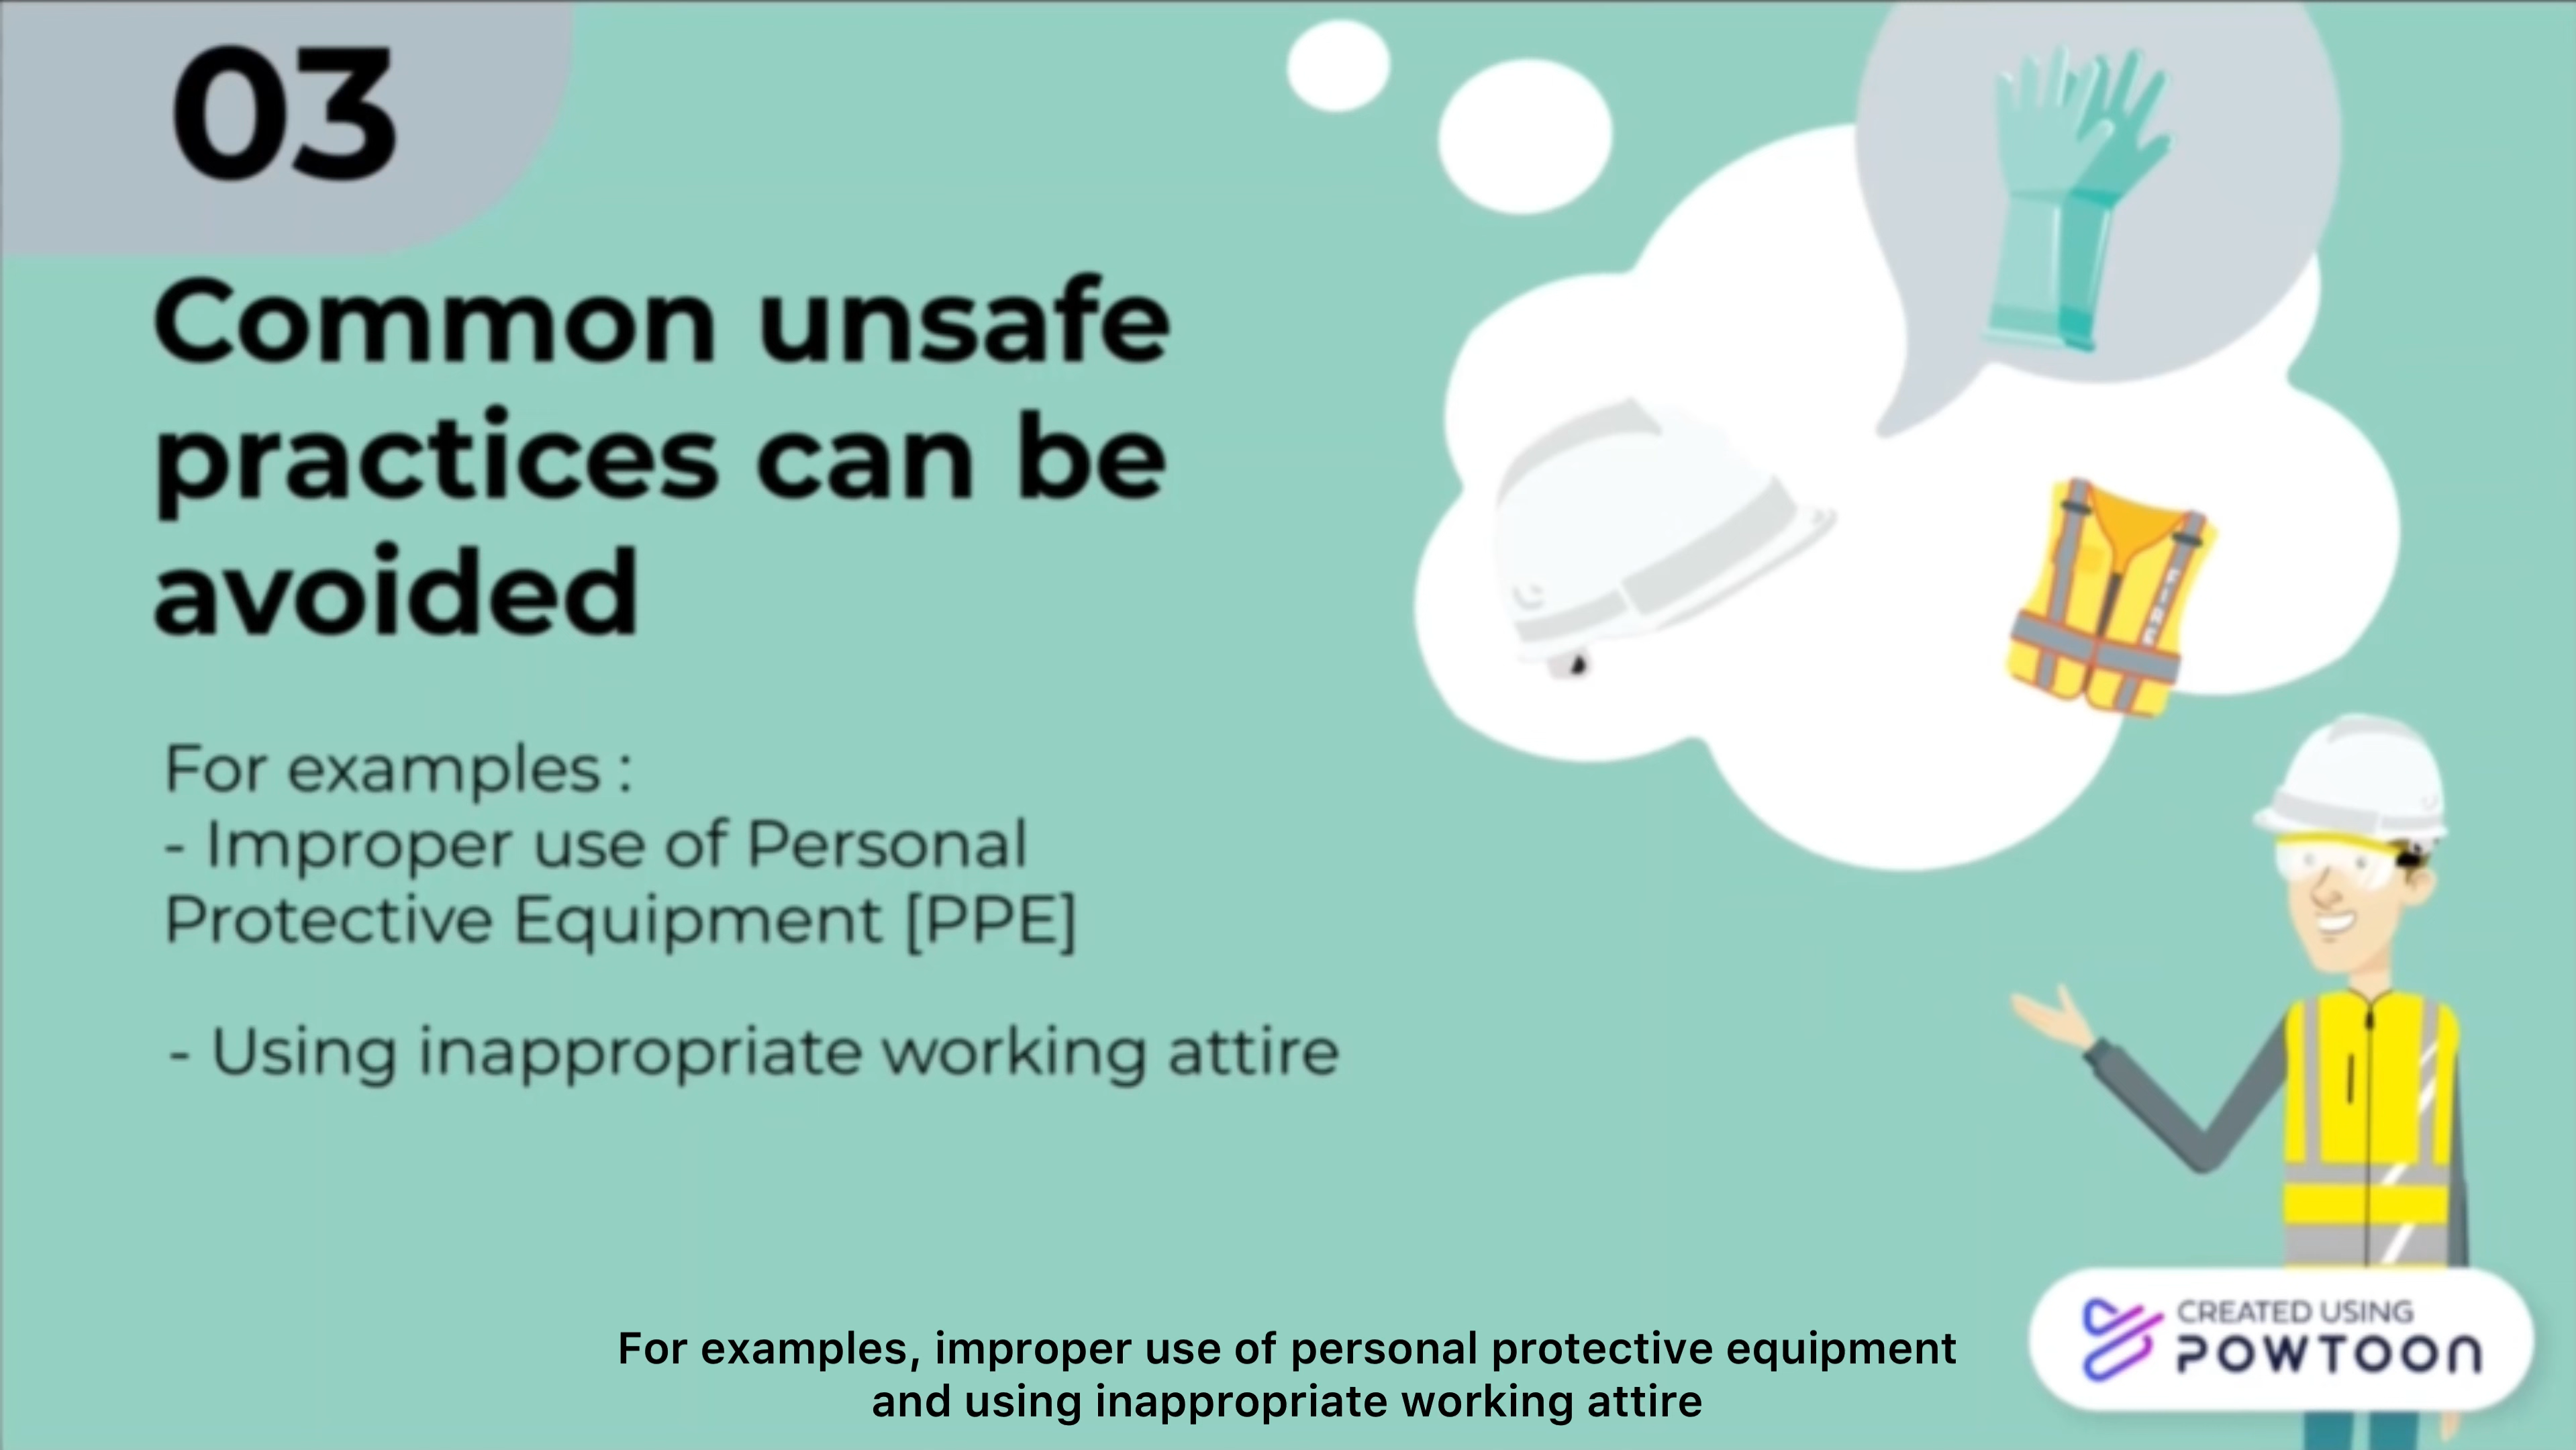 03
Common unsafe
practices can be
avoided
For examples :
- Improper use of Personal
Protective Equipment [PPE]
- Using inappropriate working attire
For examples, improper use of personal protective equipment
and using inappropriate working attire
CREATED USING
POWTOON